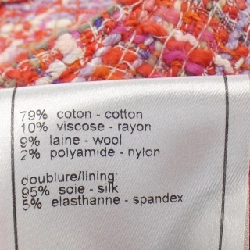 79% coton - cotton
10% viscose - rayon
9% laine - wool
2% polyamide - nylon
doublure/lining:
95% soie - silk
5% elasthanne - spandex